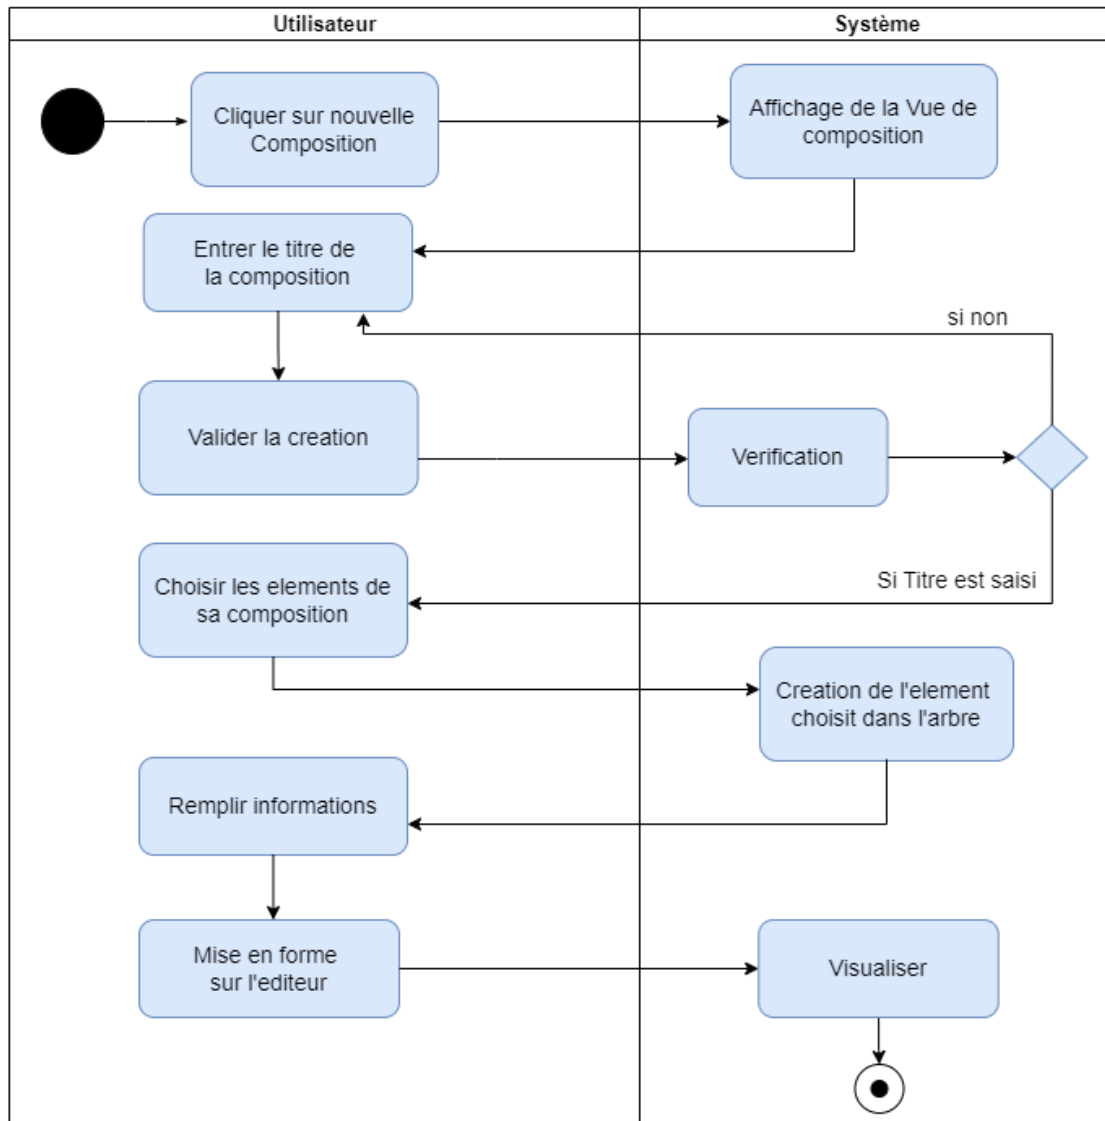 Utilisateur
Système
Cliquer sur nouvelle
Composition
Affichage de la Vue de
composition
Entrer le titre de
la composition
si non
Valider la creation
Verification
Si Titre est saisi
Choisir les elements de
sa composition
Creation de l'element
choisit dans l'arbre
Remplir informations
Mise en forme
sur l'editeur
Visualiser